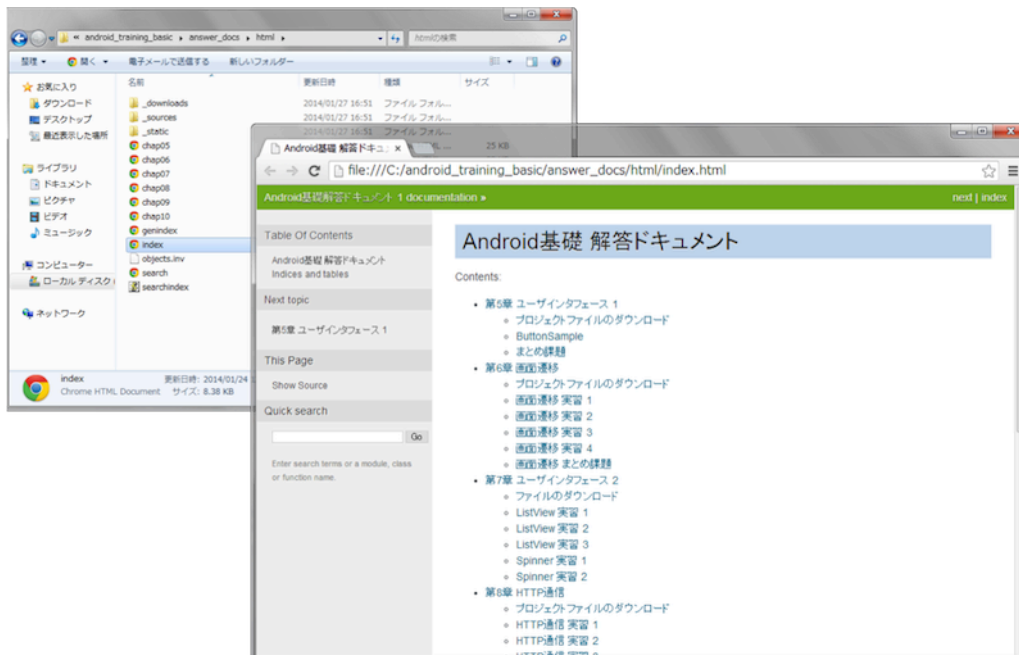 « android_training_basic ▸ answer_docs ▸ html ▸
htmlの検索
整理 ▾ 開く ▾ 電子メールで送信する 新しいフォルダー
お気に入り
ダウンロード
デスクトップ
最近表示した場所
ライブラリ
ドキュメント
ピクチャ
ビデオ
ミュージック
コンピューター
ローカル ディスク
ネットワーク
名前 更新日時 種類 サイズ
_downloads 2014/01/27 16:51 ファイル フォル...
_sources 2014/01/27 16:51 ファイル フォル...
_static 2014/01/27 16:51 ファイル フォル...
chap05 25 KB
chap06
chap07
chap08
chap09
chap10
genindex
index
objects.inv
search
searchindex
index 更新日時: 2014/01/24
Chrome HTML Document サイズ: 8.38 KB
Android基礎 解答ドキュ
file:///C:/android_training_basic/answer_docs/html/index.html
Android基礎解答ドキュメント 1 documentation »
next | index
Table Of Contents
Android基礎 解答ドキュメント
Indices and tables
Next topic
第5章 ユーザインタフェース 1
This Page
Show Source
Quick search
Go
Enter search terms or a module, class
or function name.
Android基礎 解答ドキュメント
Contents:
第5章 ユーザインタフェース 1
プロジェクトファイルのダウンロード
ButtonSample
まとめ課題
第6章 画面遷移
プロジェクトファイルのダウンロード
画面遷移 実習 1
画面遷移 実習 2
画面遷移 実習 3
画面遷移 実習 4
画面遷移 まとめ課題
第7章 ユーザインタフェース 2
ファイルのダウンロード
ListView 実習 1
ListView 実習 2
ListView 実習 3
Spinner 実習 1
Spinner 実習 2
第8章 HTTP通信
プロジェクトファイルのダウンロード
HTTP通信 実習 1
HTTP通信 実習 2